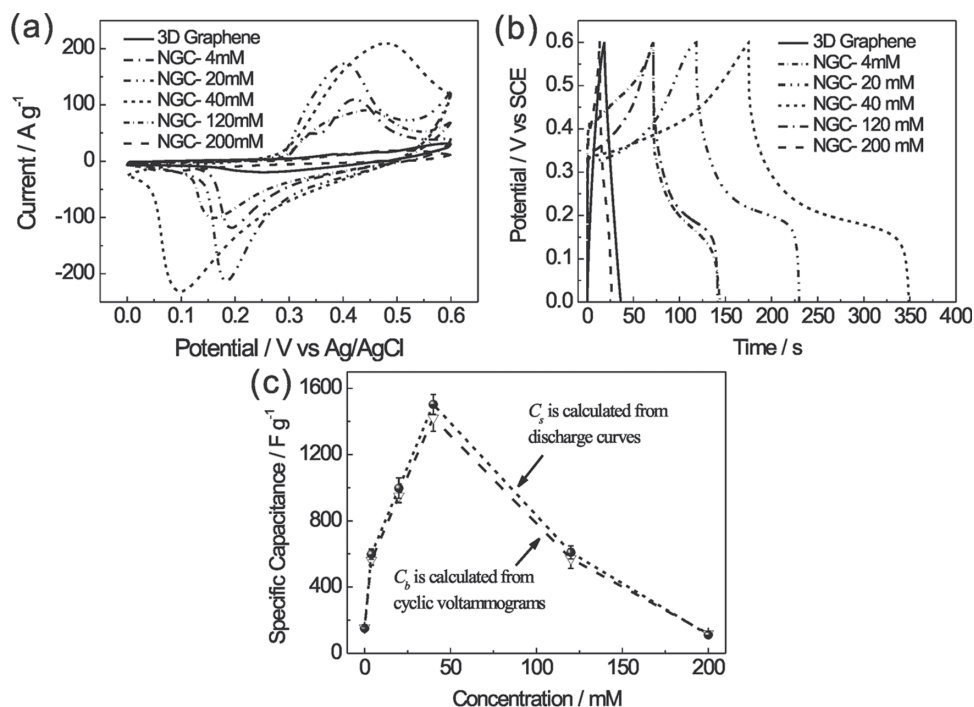 (a)
3D Graphene
NGC- 4mM
NGC- 20mM
NGC- 40mM
NGC- 120mM
NGC- 200mM
200
100
0
-100
-200
Current / A g⁻¹
0.0 0.1 0.2 0.3 0.4 0.5 0.6
Potential / V vs Ag/AgCl
(b)
3D Graphene
NGC- 4mM
NGC- 20 mM
NGC- 40 mM
NGC- 120 mM
NGC- 200 mM
0.6
0.5
0.4
0.3
0.2
0.1
0.0
Potential / V vs SCE
0 50 100 150 200 250 300 350 400
Time / s
(c)
1600
1200
800
400
0
Specific Capacitance / F g⁻¹
Cs is calculated from
discharge curves
Cb is calculated from
cyclic voltammograms
0 50 100 150 200
Concentration / mM